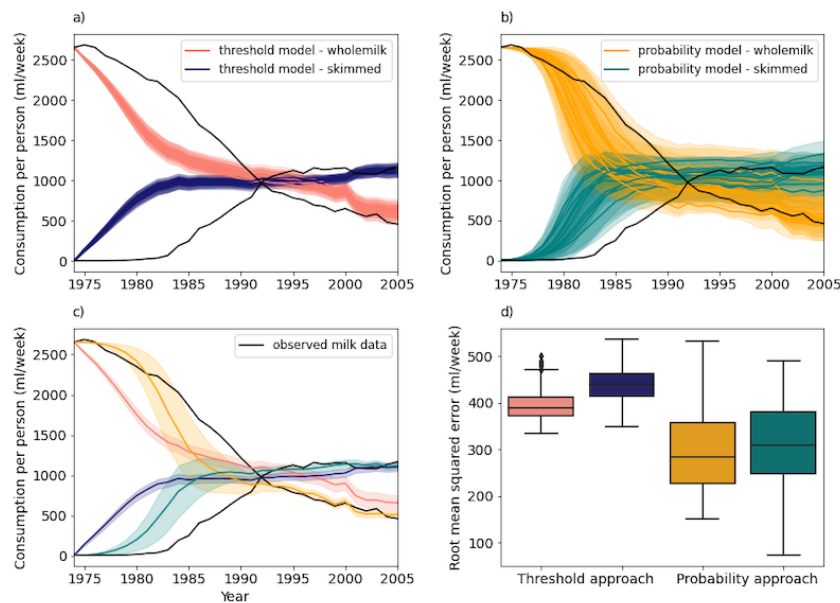 a)
threshold model - wholemilk
threshold model - skimmed
Consumption per person (ml/week)
2500
2000
1500
1000
500
0
1975 1980 1985 1990 1995 2000 2005
b)
probability model - wholemilk
probability model - skimmed
Consumption per person (ml/week)
2500
2000
1500
1000
500
0
1975 1980 1985 1990 1995 2000 2005
c)
observed milk data
Consumption per person (ml/week)
2500
2000
1500
1000
500
0
1975 1980 1985 1990 1995 2000 2005
Year
d)
Root mean squared error (ml/week)
500
400
300
200
100
Threshold approach Probability approach